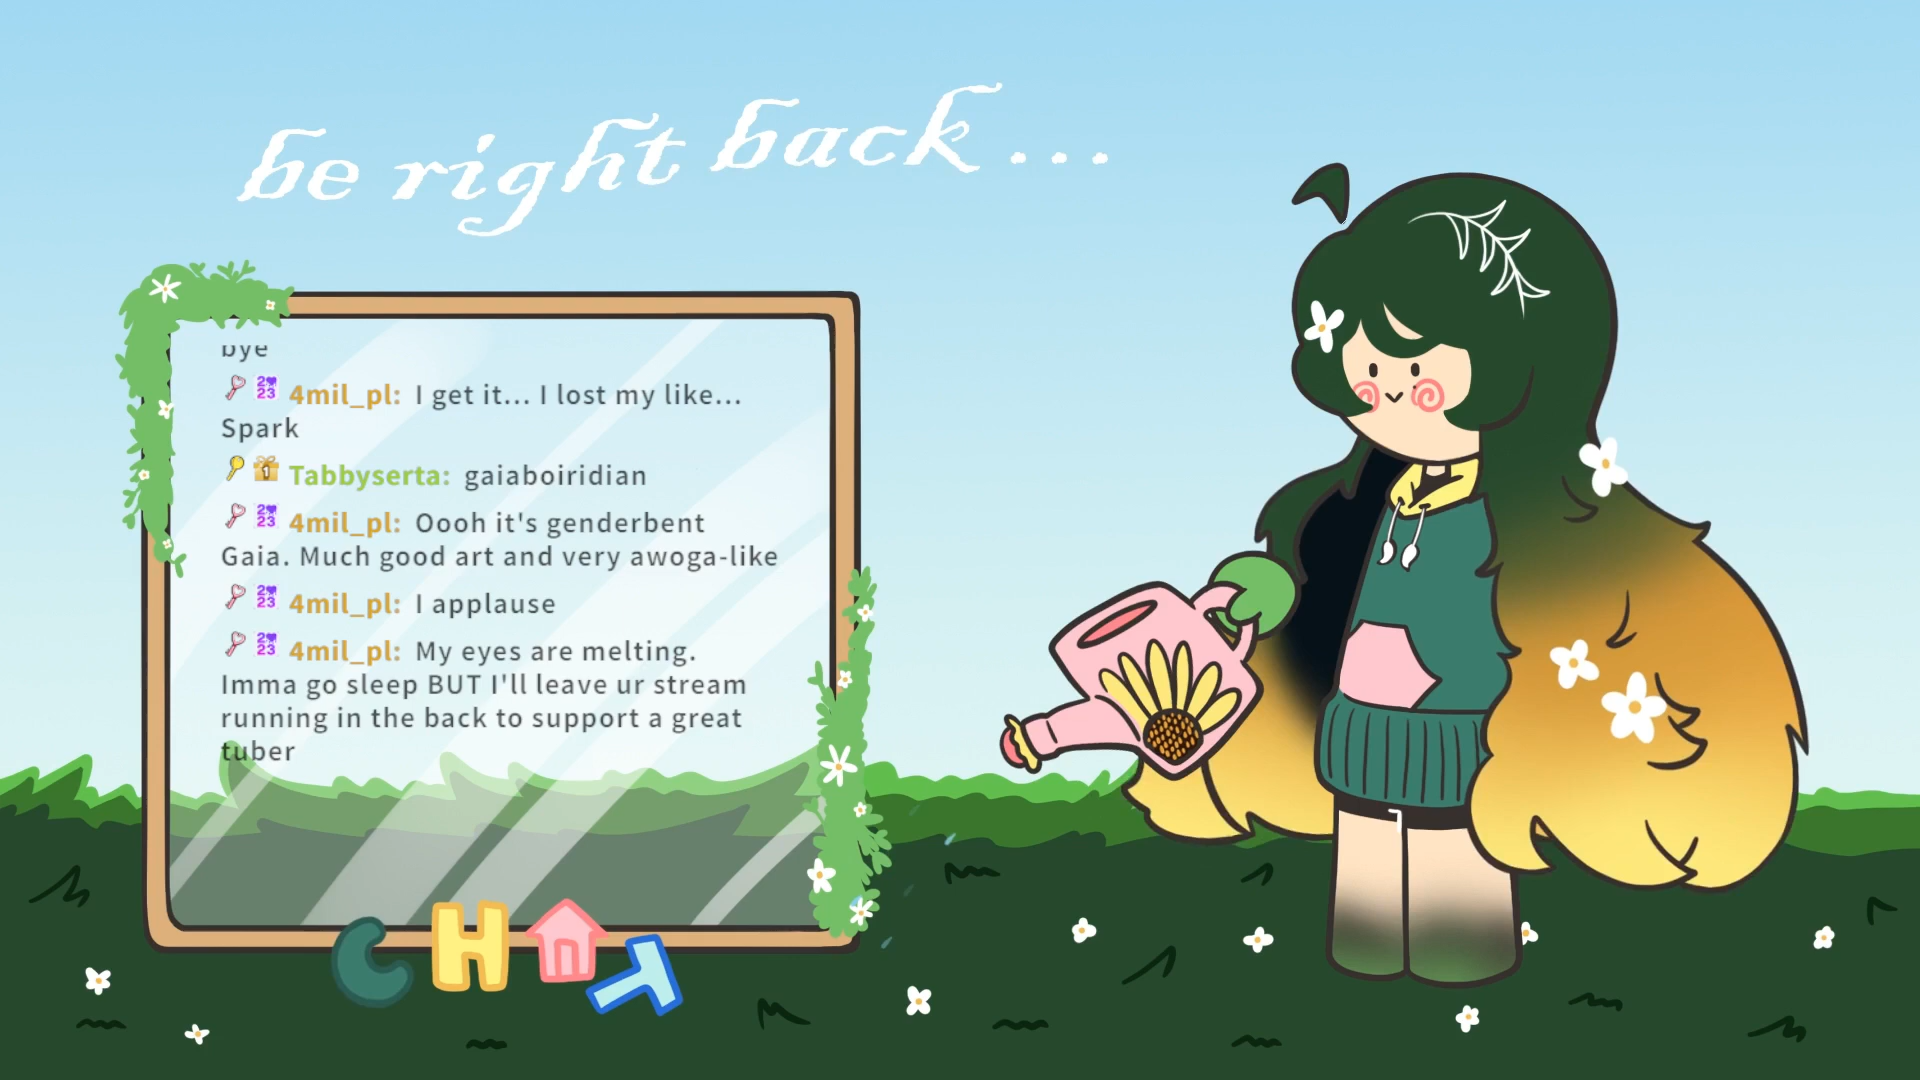 be right back...
bye
4mil_pl: I get it... I lost my like...
Spark
Tabbyserta: gaiaboiridian
4mil_pl: Oooh it's genderbent
Gaia. Much good art and very awoga-like
4mil_pl: I applause
4mil_pl: My eyes are melting.
Imma go sleep BUT I'll leave ur stream
running in the back to support a great
tuber
CHAT